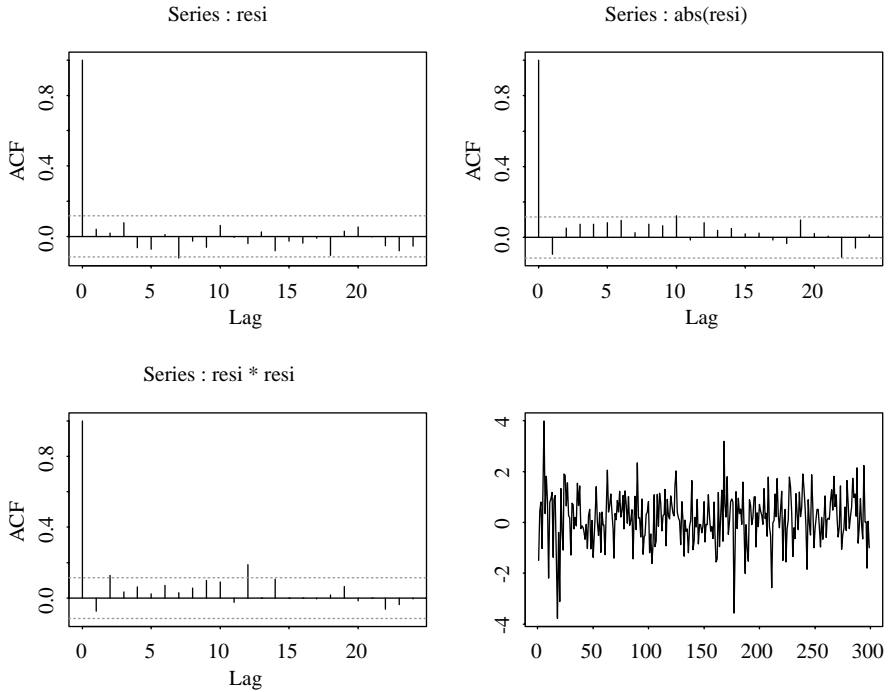 Series : resi
ACF
0.0 0.4 0.8
0 5 10 15 20
Lag
Series : abs(resi)
ACF
0.0 0.4 0.8
0 5 10 15 20
Lag
Series : resi * resi
ACF
0.0 0.4 0.8
0 5 10 15 20
Lag
-4 -2 0 2 4
0 50 100 150 200 250 300